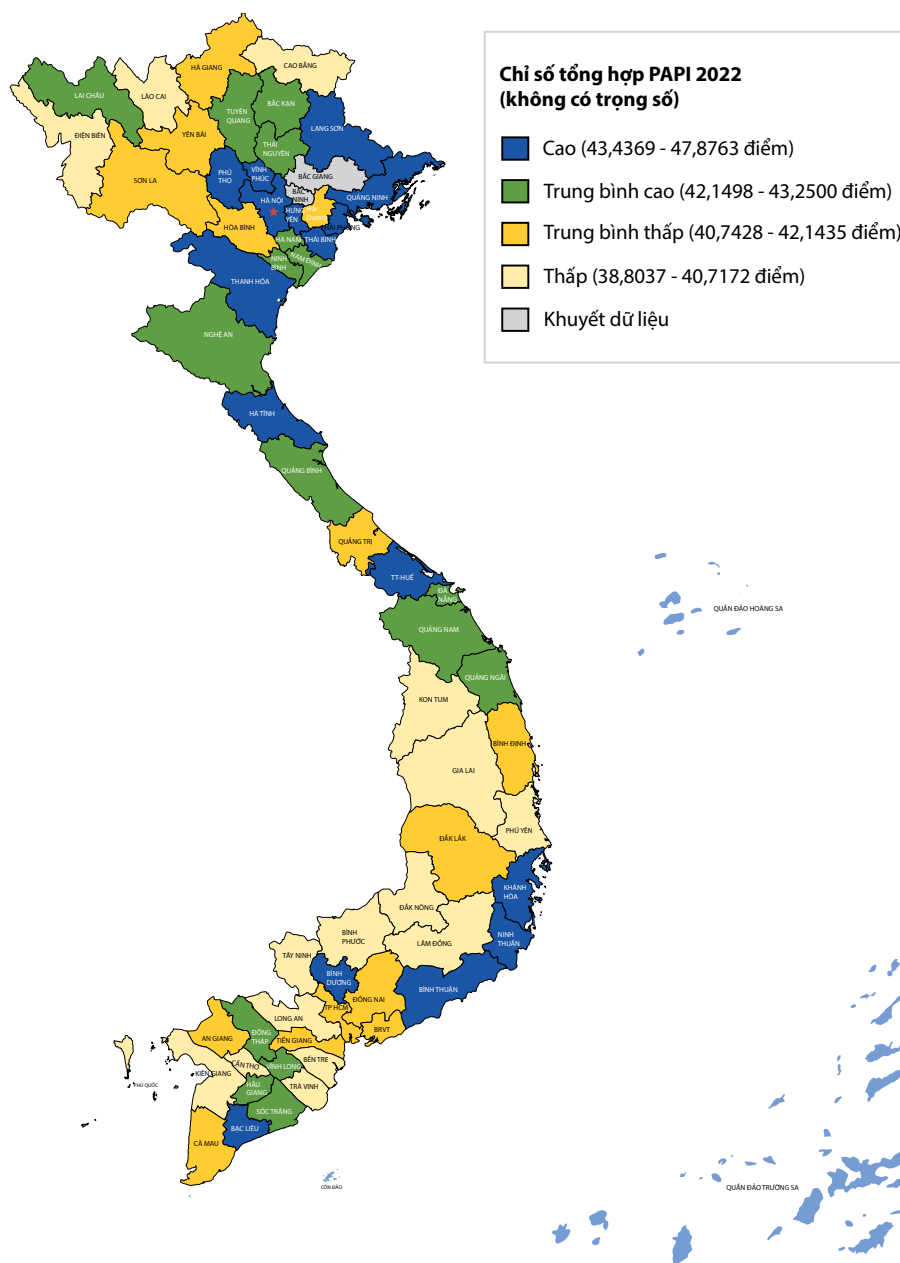 Chỉ số tổng hợp PAPI 2022
(không có trọng số)
Cao (43,4369 - 47,8763 điểm)
Trung bình cao (42,1498 - 43,2500 điểm)
Trung bình thấp (40,7428 - 42,1435 điểm)
Thấp (38,8037 - 40,7172 điểm)
Khuyết dữ liệu
HÀ GIANG
CAO BẰNG
LAI CHÂU
LÀO CAI
TUYÊN
QUANG
BẮC KẠN
LẠNG SƠN
ĐIỆN BIÊN
YÊN BÁI
THÁI
NGUYÊN
SƠN LA
PHÚ
THỌ
VĨNH
PHÚC
BẮC GIANG
BẮC
NINH
QUẢNG NINH
HÀ NỘI
HƯNG
YÊN
Hải
Dương
HẢI PHÒNG
HÒA BÌNH
HÀ NAM
THÁI BÌNH
NINH
BÌNH
NAM ĐỊNH
THANH HÓA
NGHỆ AN
HÀ TĨNH
QUẢNG BÌNH
QUẢNG TRỊ
TT-HUẾ
ĐÀ
NẴNG
QUẦN ĐẢO HOÀNG SA
QUẢNG NAM
QUẢNG NGÃI
KON TUM
BÌNH ĐỊNH
GIA LAI
PHÚ YÊN
ĐẮK LẮK
KHÁNH
HÒA
ĐẮK NÔNG
BÌNH
PHƯỚC
LÂM ĐỒNG
NINH
THUẬN
TÂY NINH
BÌNH
DƯƠNG
BÌNH THUẬN
ĐỒNG NAI
TP HCM
LONG AN
BRVT
AN GIANG
ĐỒNG
THÁP
TIỀN GIANG
BẾN TRE
CẦN THƠ
VĨNH LONG
KIÊN GIANG
PHÚ QUỐC
HẬU
GIANG
TRÀ VINH
SÓC TRĂNG
BẠC LIÊU
CÀ MAU
CÔN ĐẢO
QUẦN ĐẢO TRƯỜNG SA